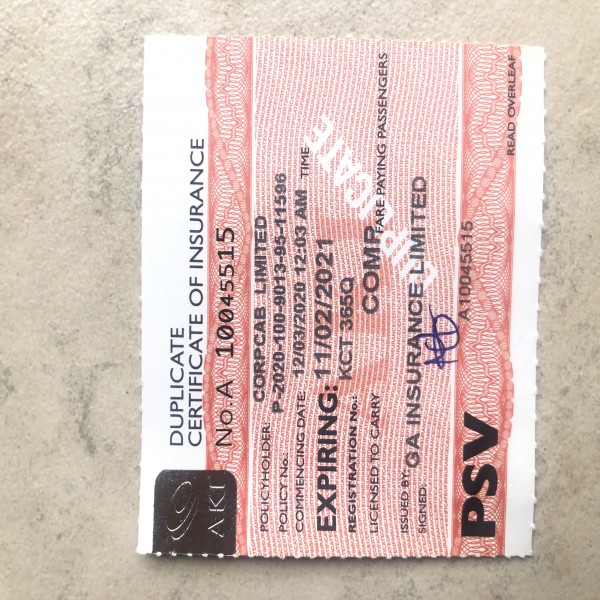 DUPLICATE
CERTIFICATE OF INSURANCE
AKI
No. A 10045515
POLICYHOLDER: CORPCAB LIMITED
POLICY No.: P-2020-100-9013-95-11596
COMMENCING DATE: 12/03/2020 12:03 AM TIME
EXPIRING: 11/02/2021
REGISTRATION No.: KCT 365Q
LICENSED TO CARRY COMP FARE PAYING PASSENGERS
ISSUED BY: GA INSURANCE LIMITED
SIGNED:
DUPLICATE
A10045515
PSV
READ OVERLEAF